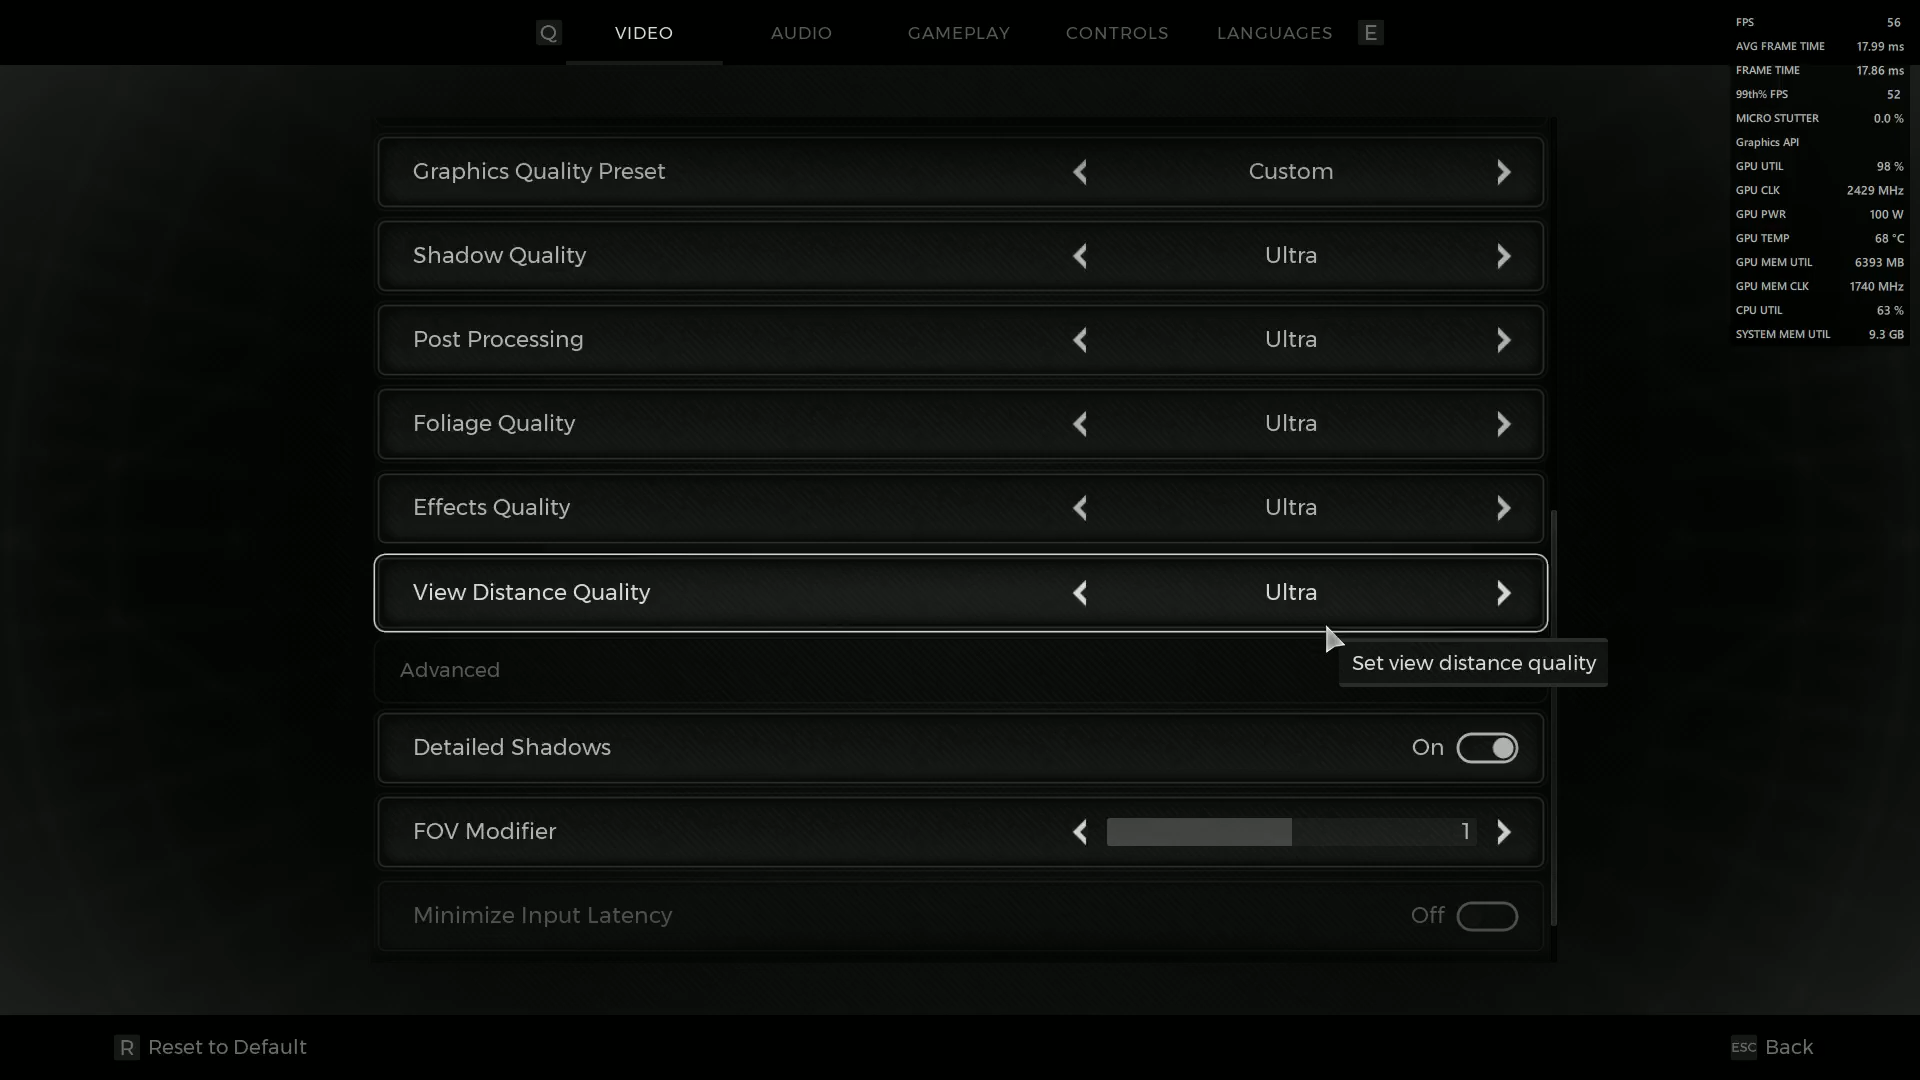 Q VIDEO AUDIO GAMEPLAY CONTROLS LANGUAGES E
FPS 56
AVG FRAME TIME 17.99 ms
FRAME TIME 17.86 ms
99th% FPS 52
MICRO STUTTER 0.0 %
Graphics API
GPU UTIL 98 %
GPU CLK 2429 MHz
GPU PWR 100 W
GPU TEMP 68 °C
GPU MEM UTIL 6393 MB
GPU MEM CLK 1740 MHz
CPU UTIL 63 %
SYSTEM MEM UTIL 9.3 GB
Graphics Quality Preset Custom
Shadow Quality Ultra
Post Processing Ultra
Foliage Quality Ultra
Effects Quality Ultra
View Distance Quality Ultra
Set view distance quality
Advanced
Detailed Shadows On
FOV Modifier 1
Minimize Input Latency Off
R Reset to Default
ESC Back